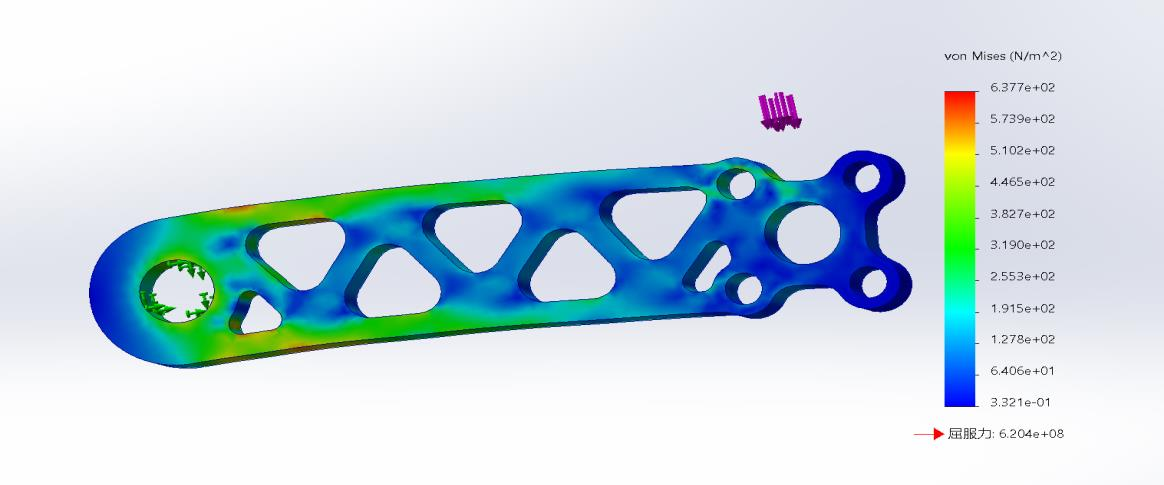 von Mises (N/m^2)
6.377e+02
5.739e+02
5.102e+02
4.465e+02
3.827e+02
3.190e+02
2.553e+02
1.915e+02
1.278e+02
6.406e+01
3.321e-01
屈服力: 6.204e+08